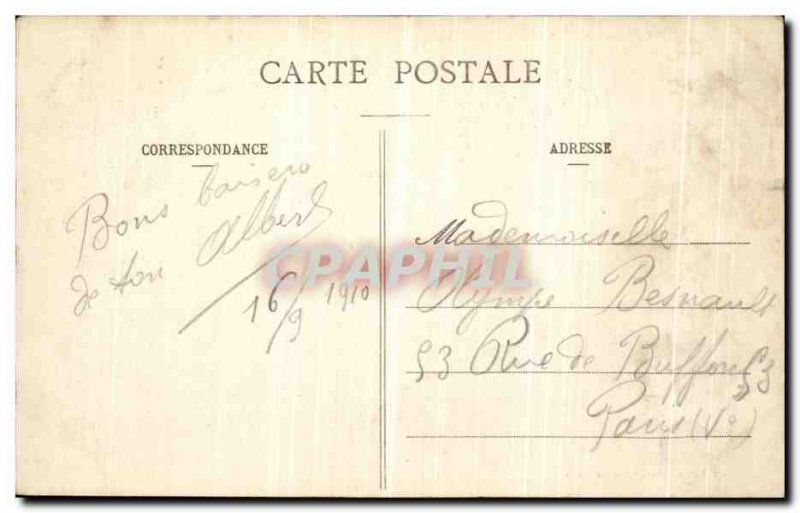 CARTE POSTALE
CORRESPONDANCE
Bons baisers
de ton Albert
16/9 1910
ADRESSE
Mademoiselle
Olympe Besnault
53 Rue de Buffon 53
Paris (Ve)
CPAPHIL